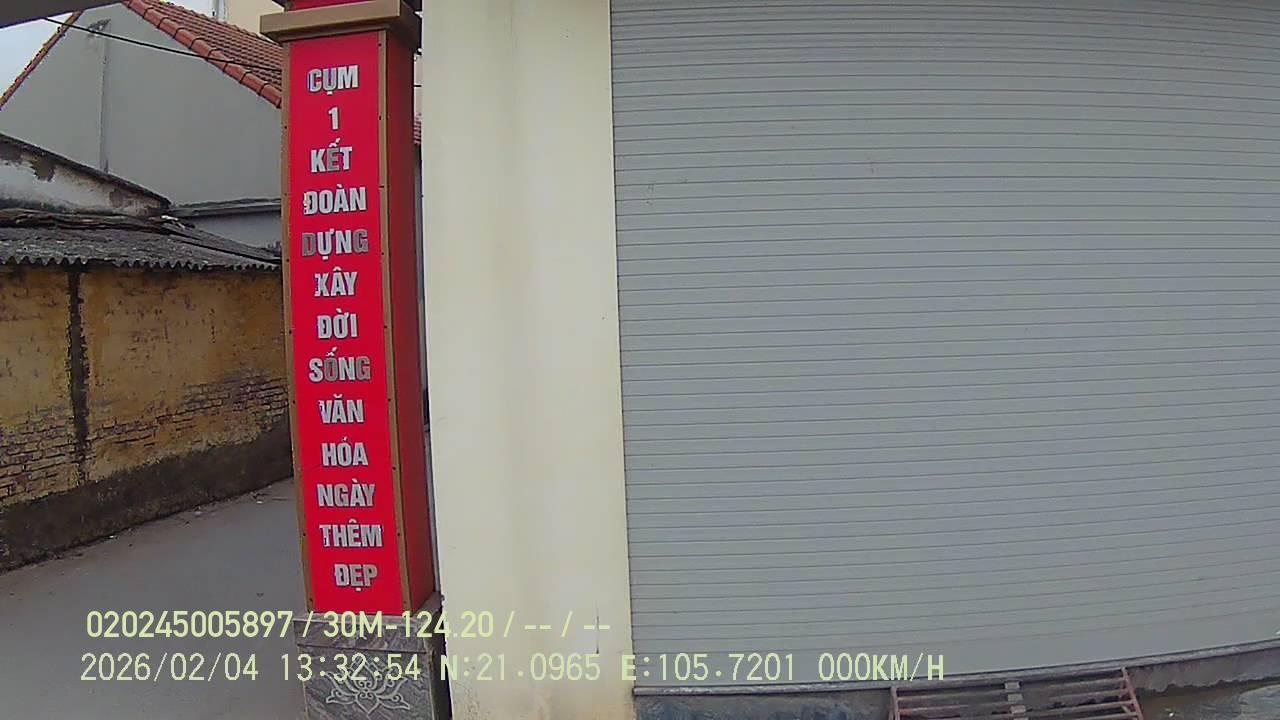 CỤM
1
KẾT
ĐOÀN
DỰNG
XÂY
ĐỜI
SỐNG
VĂN
HÓA
NGÀY
THÊM
ĐẸP
020245005897 / 30M-124.20 / -- / --
2026/02/04 13:32:54 N:21.0965 E:105.7201 000KM/H